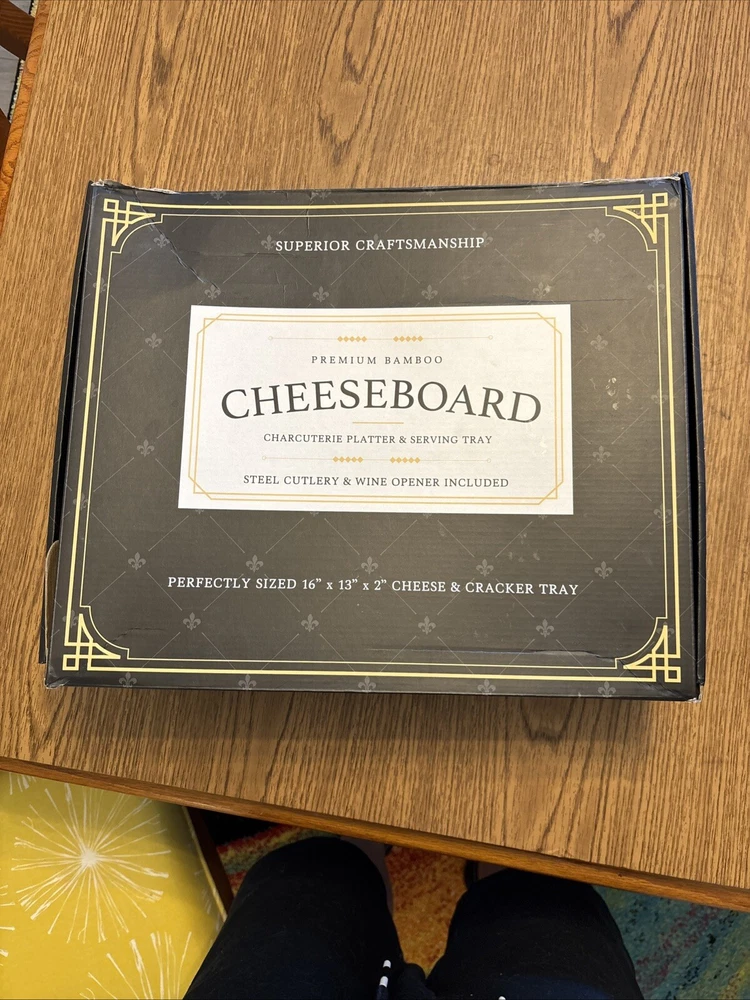 SUPERIOR CRAFTSMANSHIP
PREMIUM BAMBOO
CHEESEBOARD
CHARCUTERIE PLATTER & SERVING TRAY
STEEL CUTLERY & WINE OPENER INCLUDED
PERFECTLY SIZED 16” x 13” x 2” CHEESE & CRACKER TRAY